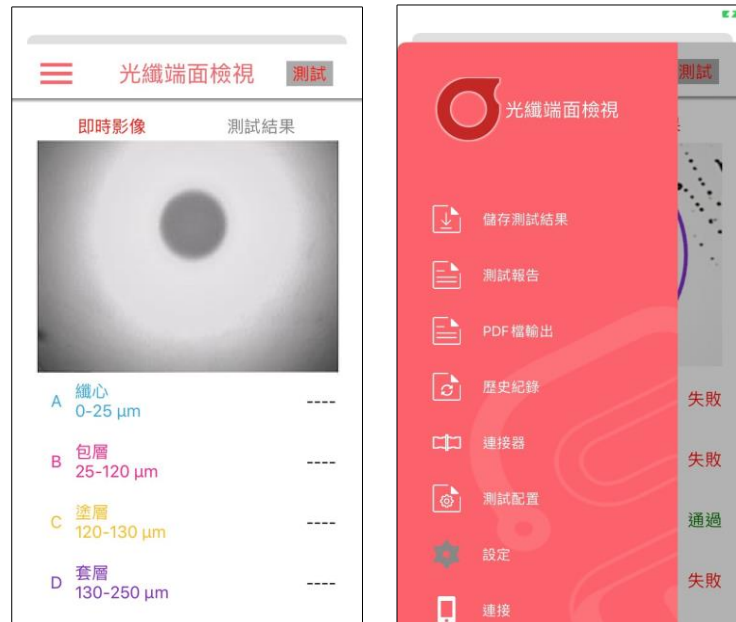 光纖端面檢視
測試
即時影像
測試結果
A 纖心 ----
0-25 µm
B 包層 ----
25-120 µm
C 塗層 ----
120-130 µm
D 套層 ----
130-250 µm
測試
光纖端面檢視
儲存測試結果
測試報告
PDF 檔輸出
歷史紀錄
連接器
測試配置
設定
連接
失敗
失敗
通過
失敗